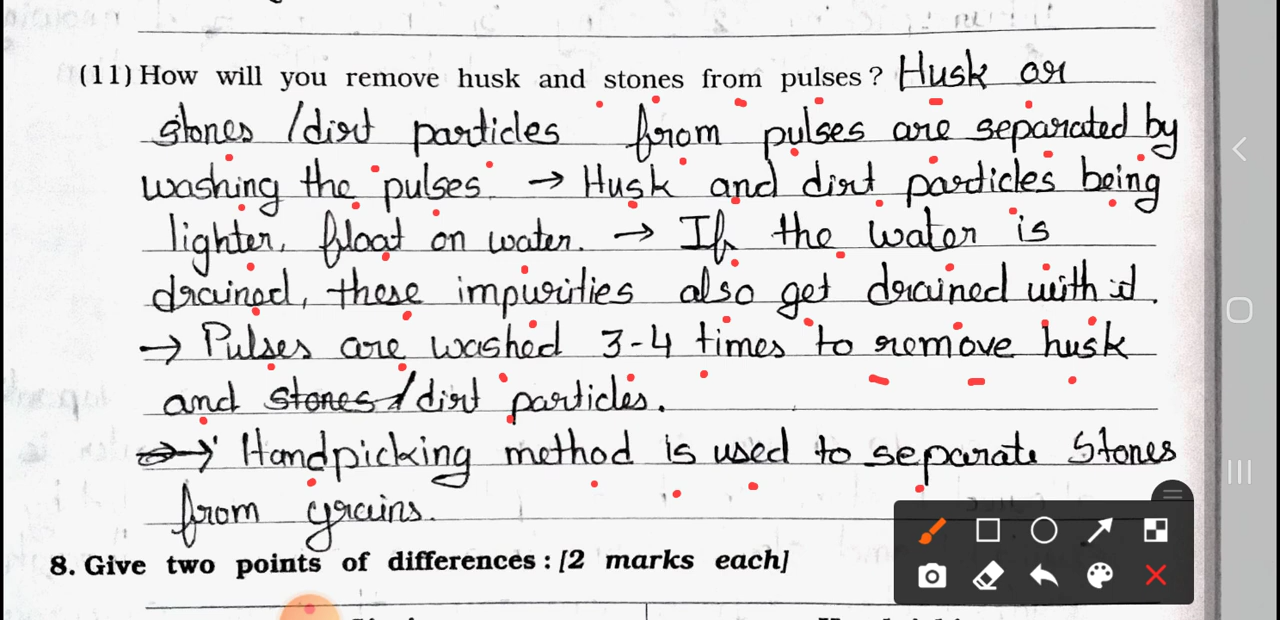 (11) How will you remove husk and stones from pulses? Husk or
stones /dirt particles from pulses are separated by
washing the pulses. → Husk and dirt particles being
lighter, float on water. → If the water is
drained, these impurities also get drained with it.
→ Pulses are washed 3-4 times to remove husk
and stones/dirt particles.
→ Handpicking method is used to separate Stones
from grains.
8. Give two points of differences : [2 marks each]